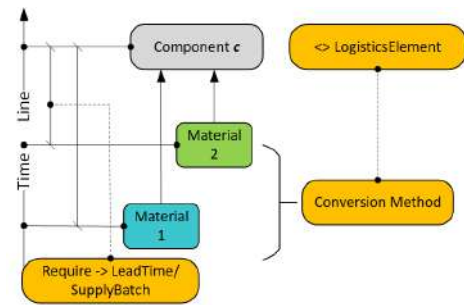 Component c
<> LogisticsElement
Time Line
Material
2
Conversion Method
Material
1
Require -> LeadTime/
SupplyBatch